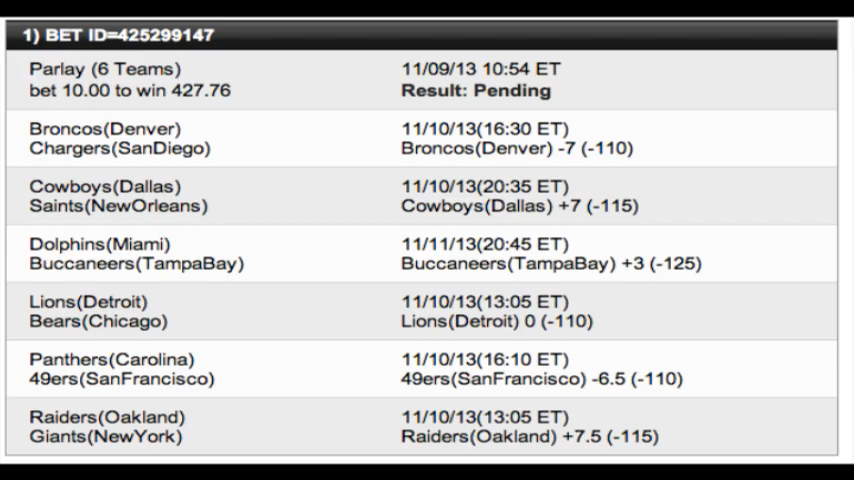 1) BET ID=425299147
Parlay (6 Teams) 11/09/13 10:54 ET
bet 10.00 to win 427.76 Result: Pending
Broncos(Denver) 11/10/13(16:30 ET)
Chargers(SanDiego) Broncos(Denver) -7 (-110)
Cowboys(Dallas) 11/10/13(20:35 ET)
Saints(NewOrleans) Cowboys(Dallas) +7 (-115)
Dolphins(Miami) 11/11/13(20:45 ET)
Buccaneers(TampaBay) Buccaneers(TampaBay) +3 (-125)
Lions(Detroit) 11/10/13(13:05 ET)
Bears(Chicago) Lions(Detroit) 0 (-110)
Panthers(Carolina) 11/10/13(16:10 ET)
49ers(SanFrancisco) 49ers(SanFrancisco) -6.5 (-110)
Raiders(Oakland) 11/10/13(13:05 ET)
Giants(NewYork) Raiders(Oakland) +7.5 (-115)